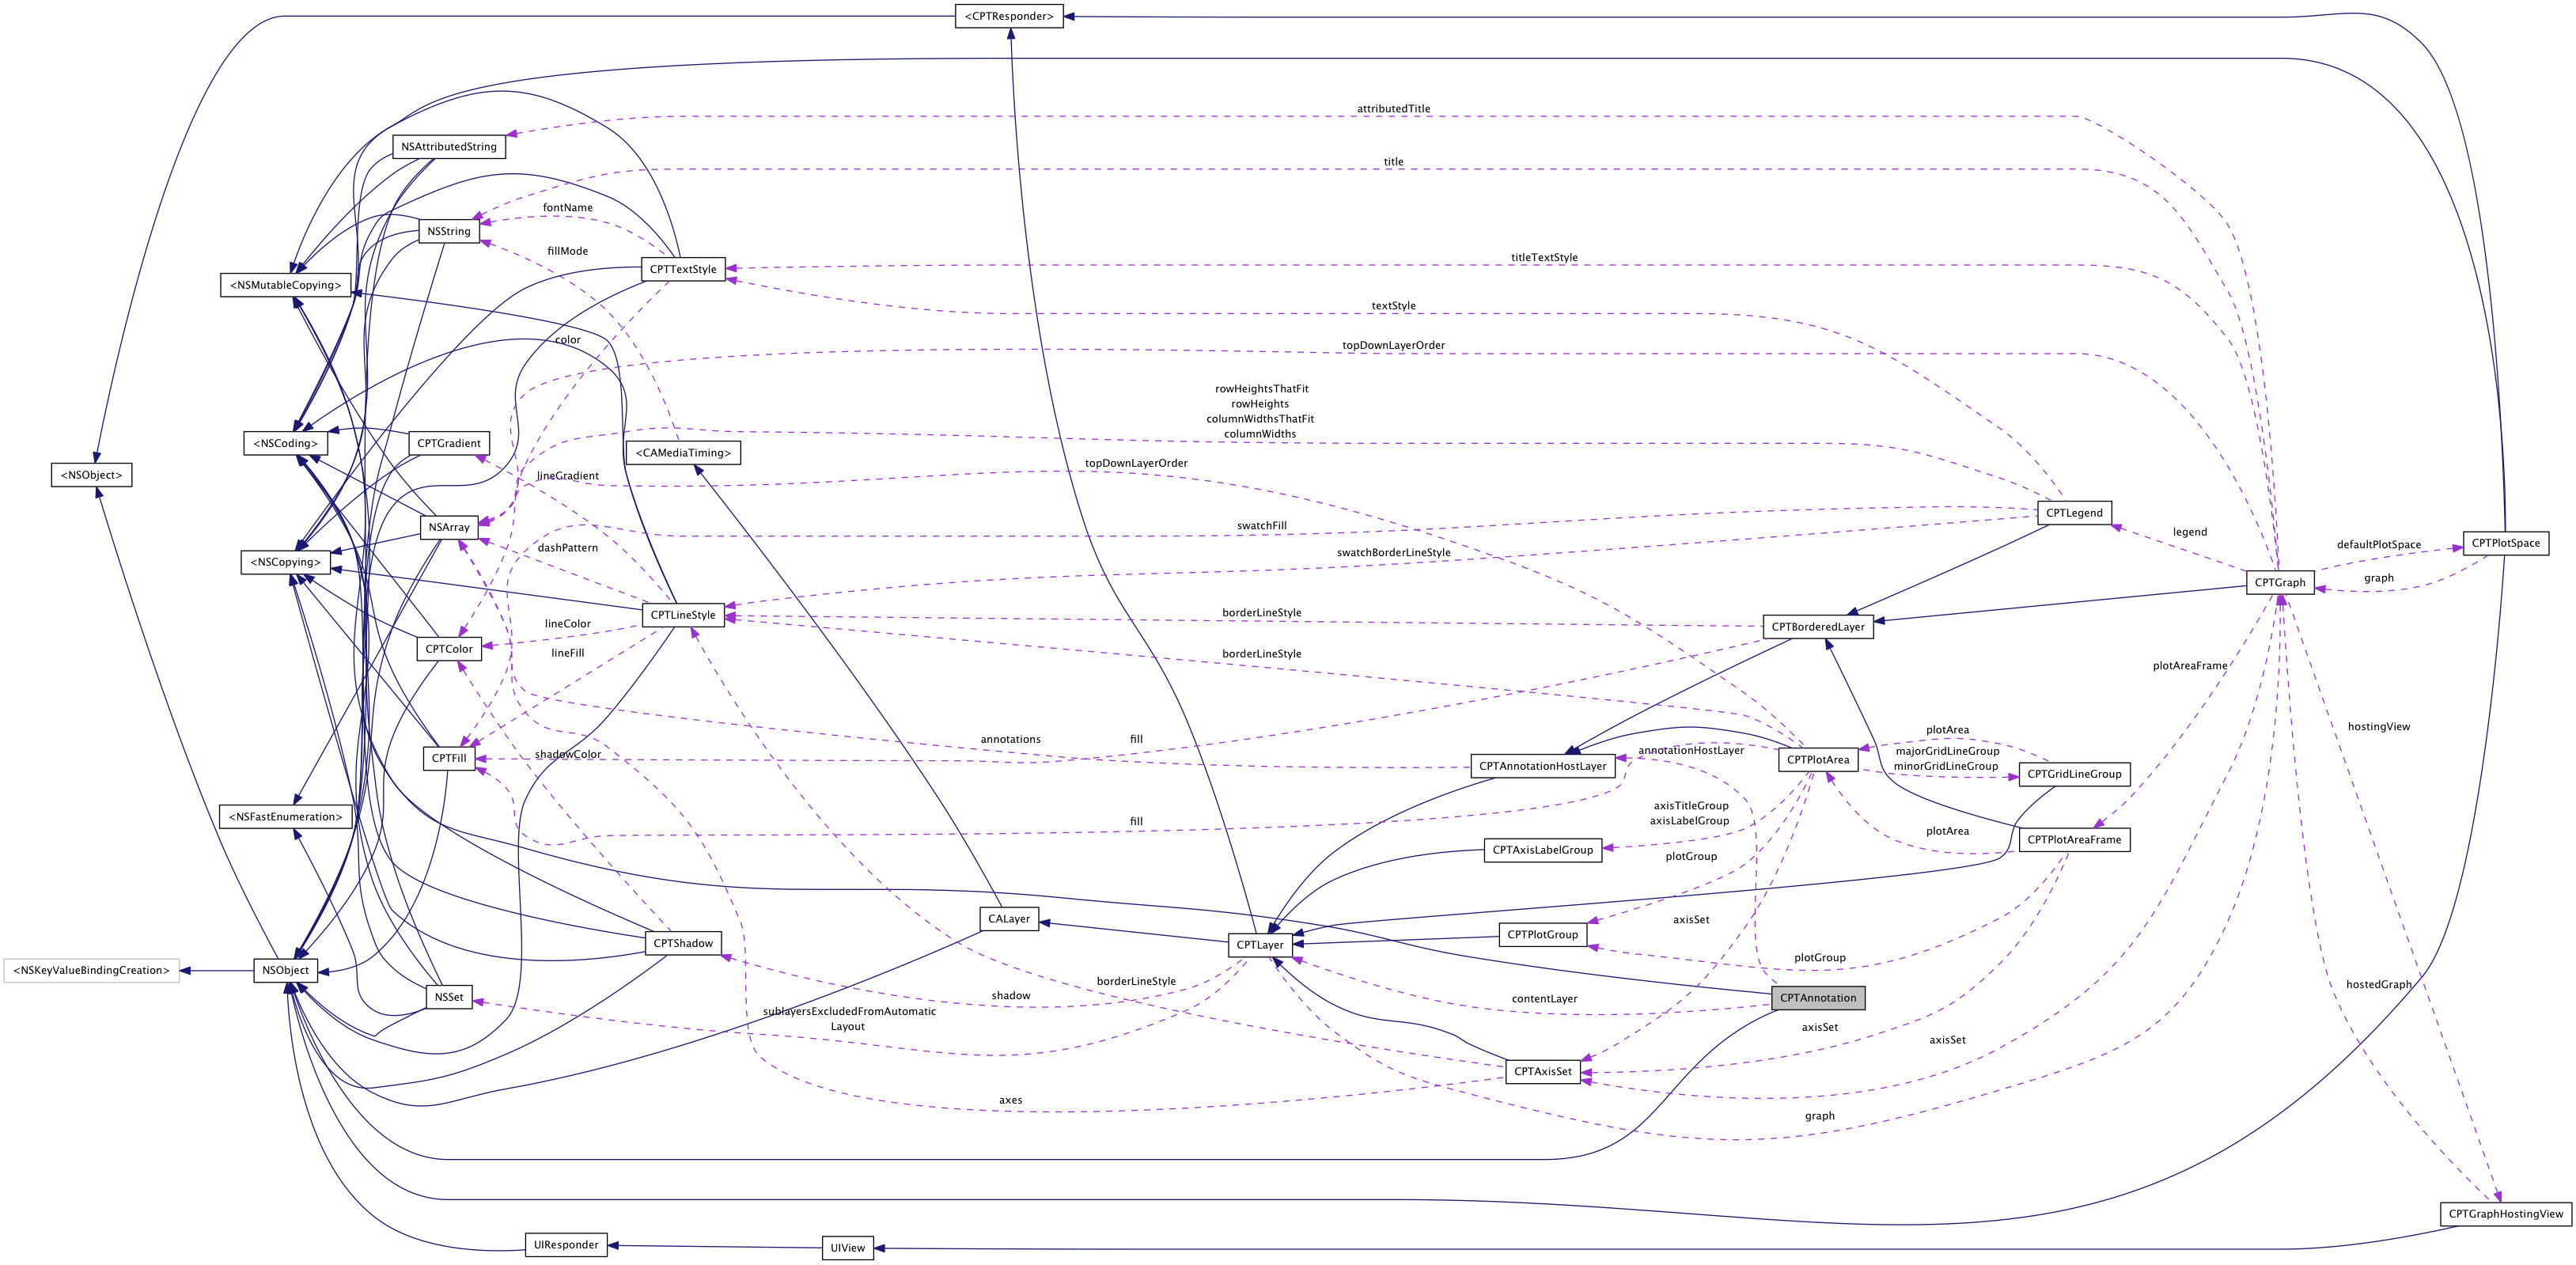 <CPTResponder>
attributedTitle
NSAttributedString
title
fontName
NSString
fillMode
titleTextStyle
CPTTextStyle
<NSMutableCopying>
textStyle
color
topDownLayerOrder
rowHeightsThatFit
rowHeights
columnWidthsThatFit
columnWidths
<NSCoding>
CPTGradient
<CAMediaTiming>
<NSObject>
lineGradient
topDownLayerOrder
NSArray
swatchFill
CPTLegend
legend
defaultPlotSpace
CPTPlotSpace
<NSCopying>
dashPattern
swatchBorderLineStyle
graph
CPTGraph
CPTLineStyle
borderLineStyle
CPTBorderedLayer
lineColor
CPTColor
lineFill
borderLineStyle
plotAreaFrame
hostingView
plotArea
annotations
fill
annotationHostLayer
majorGridLineGroup
minorGridLineGroup
shadowColor
CPTFill
CPTAnnotationHostLayer
CPTPlotArea
CPTGridLineGroup
<NSFastEnumeration>
fill
axisTitleGroup
axisLabelGroup
plotArea
CPTPlotAreaFrame
CPTAxisLabelGroup
plotGroup
CALayer
axisSet
CPTShadow
CPTLayer
CPTPlotGroup
plotGroup
<NSKeyValueBindingCreation>
NSObject
borderLineStyle
hostedGraph
NSSet
shadow
contentLayer
CPTAnnotation
sublayersExcludedFromAutomatic
Layout
axisSet
axisSet
CPTAxisSet
axes
graph
CPTGraphHostingView
UIResponder
UIView